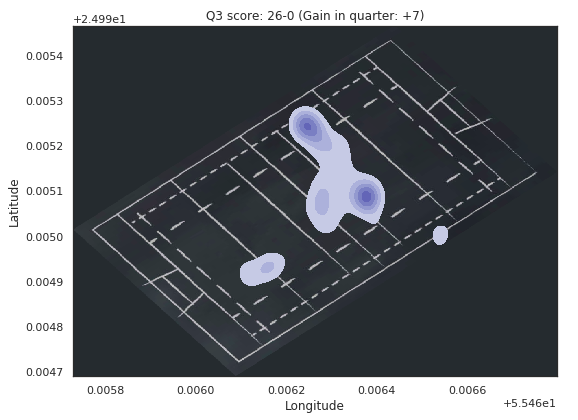 Q3 score: 26-0 (Gain in quarter: +7)
+2.499e1
0.0054
0.0053
0.0052
0.0051
0.0050
0.0049
0.0048
0.0047
Latitude
0.0058 0.0060 0.0062 0.0064 0.0066
+5.546e1
Longitude